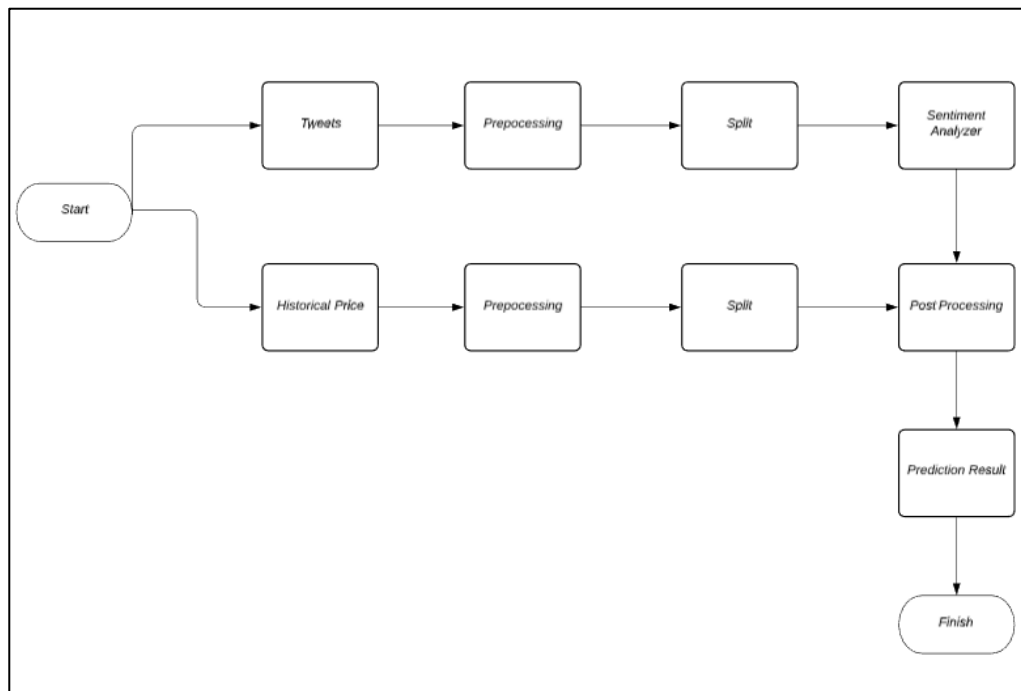 Tweets
Prepocessing
Split
Sentiment
Analyzer
Start
Historical Price
Prepocessing
Split
Post Processing
Prediction Result
Finish